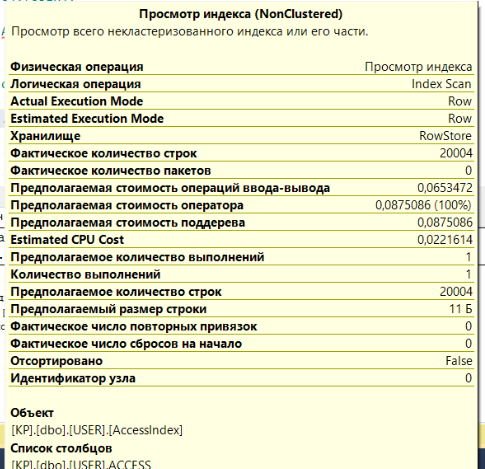 Просмотр индекса (NonClustered)
Просмотр всего некластеризованного индекса или его части.
Физическая операция Просмотр индекса
Логическая операция Index Scan
Actual Execution Mode Row
Estimated Execution Mode Row
Хранилище RowStore
Фактическое количество строк 20004
Фактическое количество пакетов 0
Предполагаемая стоимость операций ввода-вывода 0,0653472
Предполагаемая стоимость оператора 0,0875086 (100%)
Предполагаемая стоимость поддерева 0,0875086
Estimated CPU Cost 0,0221614
Предполагаемое количество выполнений 1
Количество выполнений 1
Предполагаемое количество строк 20004
Предполагаемый размер строки 11 Б
Фактическое число повторных привязок 0
Фактическое число сбросов на начало 0
Отсортировано False
Идентификатор узла 0
Объект
[KP].[dbo].[USER].[AccessIndex]
Список столбцов
[KP].[dbo].[USER].ACCESS